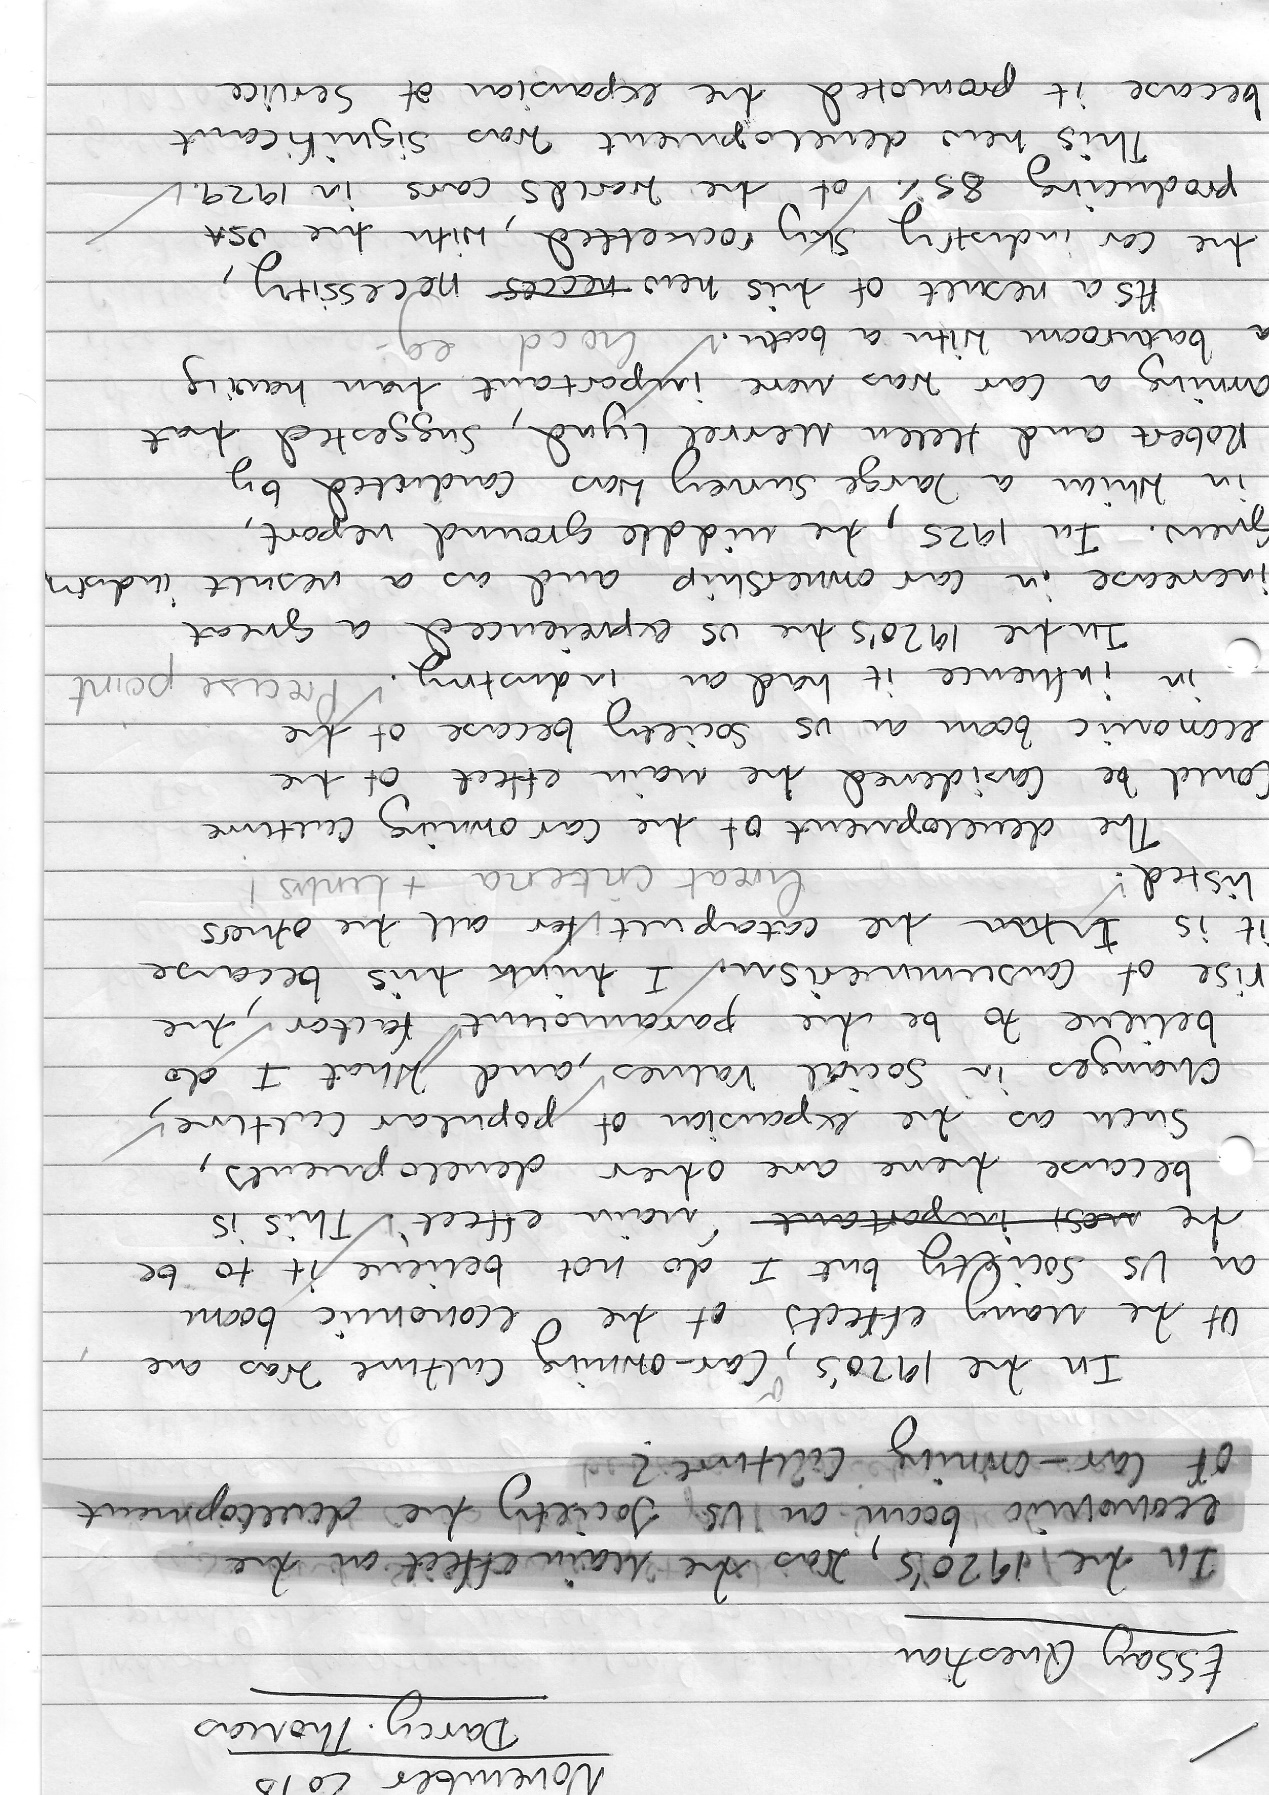 November 2018
Darcy. Thomas
Essay Question
In the 1920's, was the main effect on the
economic boom on US society the development
of car-owning culture?
In the 1920's, car-owning culture was one
of the many effects of the economic boom
on US society but I do not believe it to be
the most important main effect. This is
because there are other developments,
such as the expansion of popular culture,
changes in social values, and what I do
believe to be the paramount factor, the
rise of consumerism. I think this because
it is the catapult for all the others
listed.
Great criteria + links!
The development of the car owning culture
could be considered the main effect of the
economic boom on US society because of the
in influence it had on industry. Precise point
In the 1920's the US experienced a great
increase in car ownership and as a result industry
grew. In 1925, the middle ground report,
in which a large survey was conducted by
Robert and Helen Merrel Lynd, suggested that
owning a car was more important than having
a bathroom with a bath. Good eg.
As a result of this new necces necessity,
the car industry sky rocketed, with the USA
producing 85% of the worlds cars in 1929.
This new development was significant
because it promoted the expansion of service